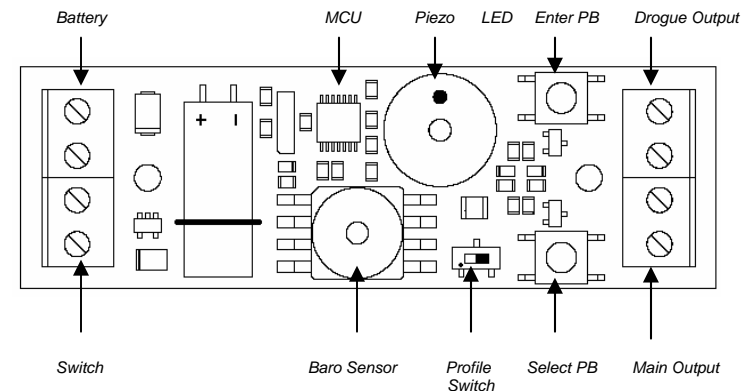 Battery MCU Piezo LED Enter PB Drogue Output
+ –
Switch Baro Sensor Profile Select PB Main Output
Switch